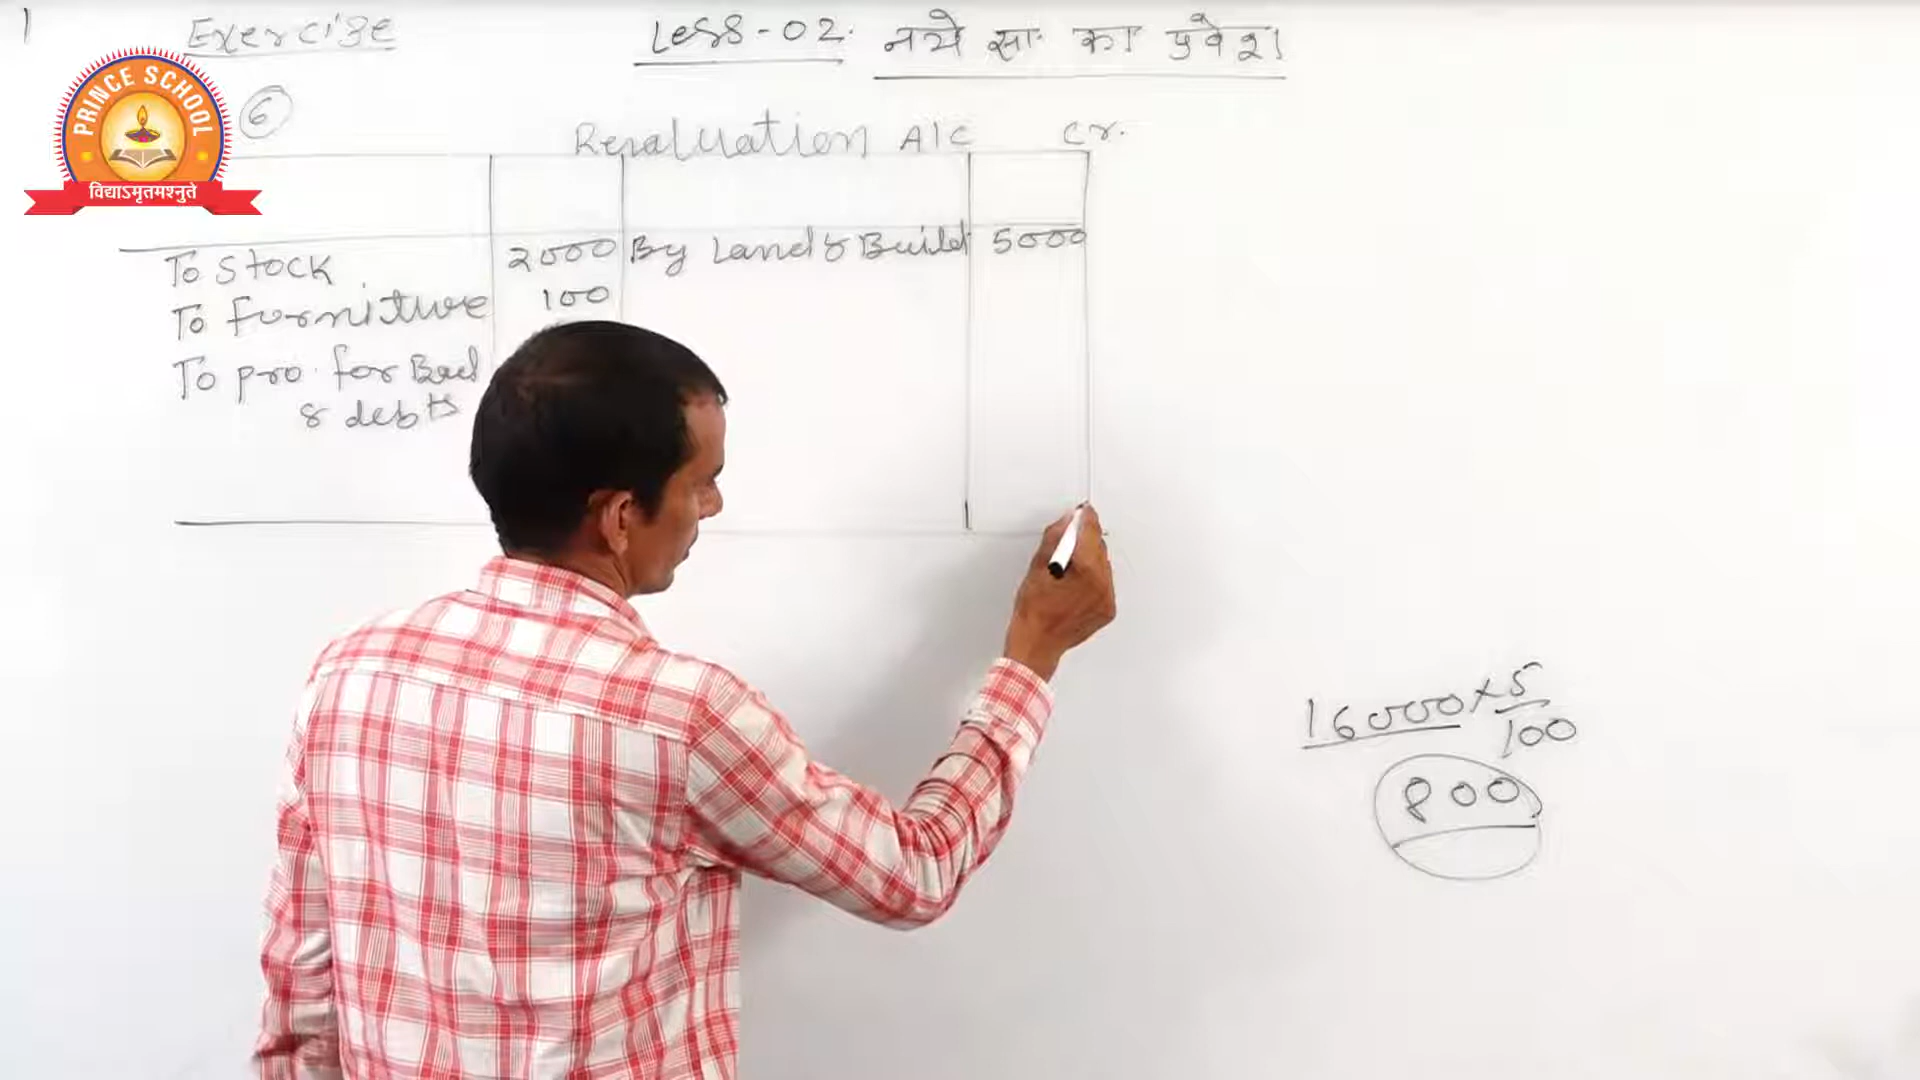 Exercise Less-02. नये सा. का प्रवेश।
PRINCE SCHOOL
विद्याऽमृतमश्नुते
6
Revaluation A/C Cr.
To Stock 2000 By Land & Build 5000
To furniture 100
To pro. for Bad
& debts
16000 × 5/100
800